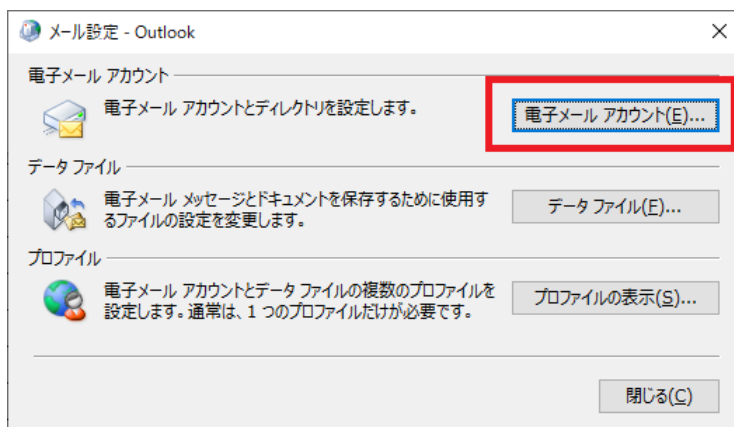 メール設定 - Outlook
電子メール アカウント
電子メール アカウントとディレクトリを設定します。
電子メール アカウント(E)...
データ ファイル
電子メール メッセージとドキュメントを保存するために使用す
るファイルの設定を変更します。
データ ファイル(F)...
プロファイル
電子メール アカウントとデータ ファイルの複数のプロファイルを
設定します。通常は、1 つのプロファイルだけが必要です。
プロファイルの表示(S)...
閉じる(C)